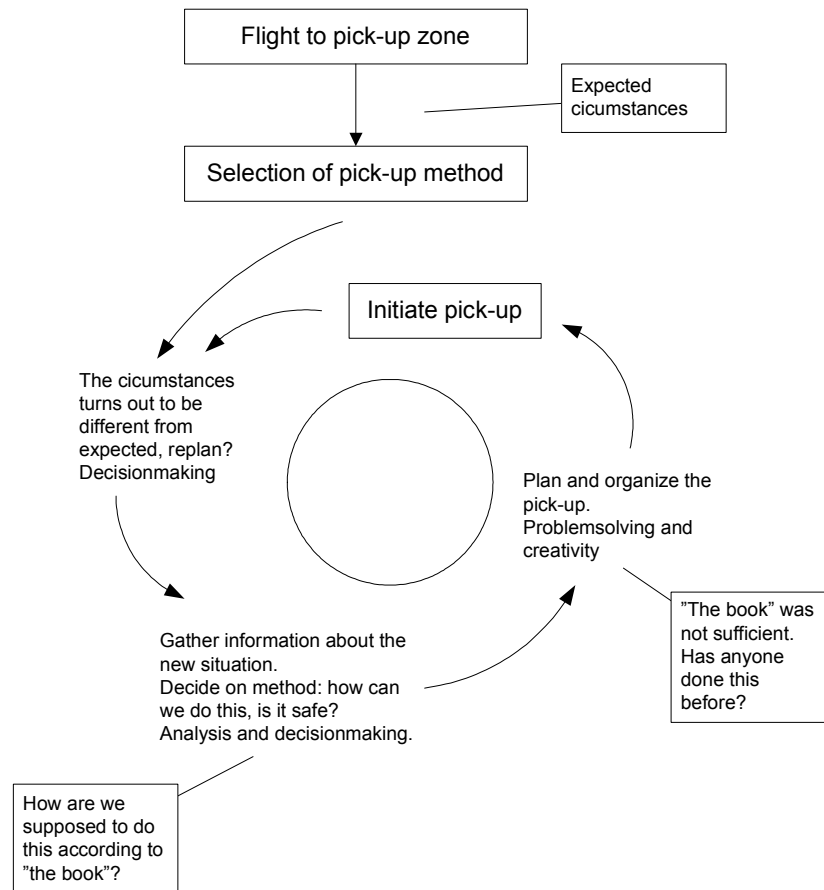 Flight to pick-up zone
Expected
cicumstances
Selection of pick-up method
Initiate pick-up
The cicumstances
turns out to be
different from
expected, replan?
Decisionmaking
Plan and organize the
pick-up.
Problemsolving and
creativity
”The book” was
not sufficient.
Has anyone
done this
before?
Gather information about the
new situation.
Decide on method: how can
we do this, is it safe?
Analysis and decisionmaking.
How are we
supposed to do
this according to
”the book”?